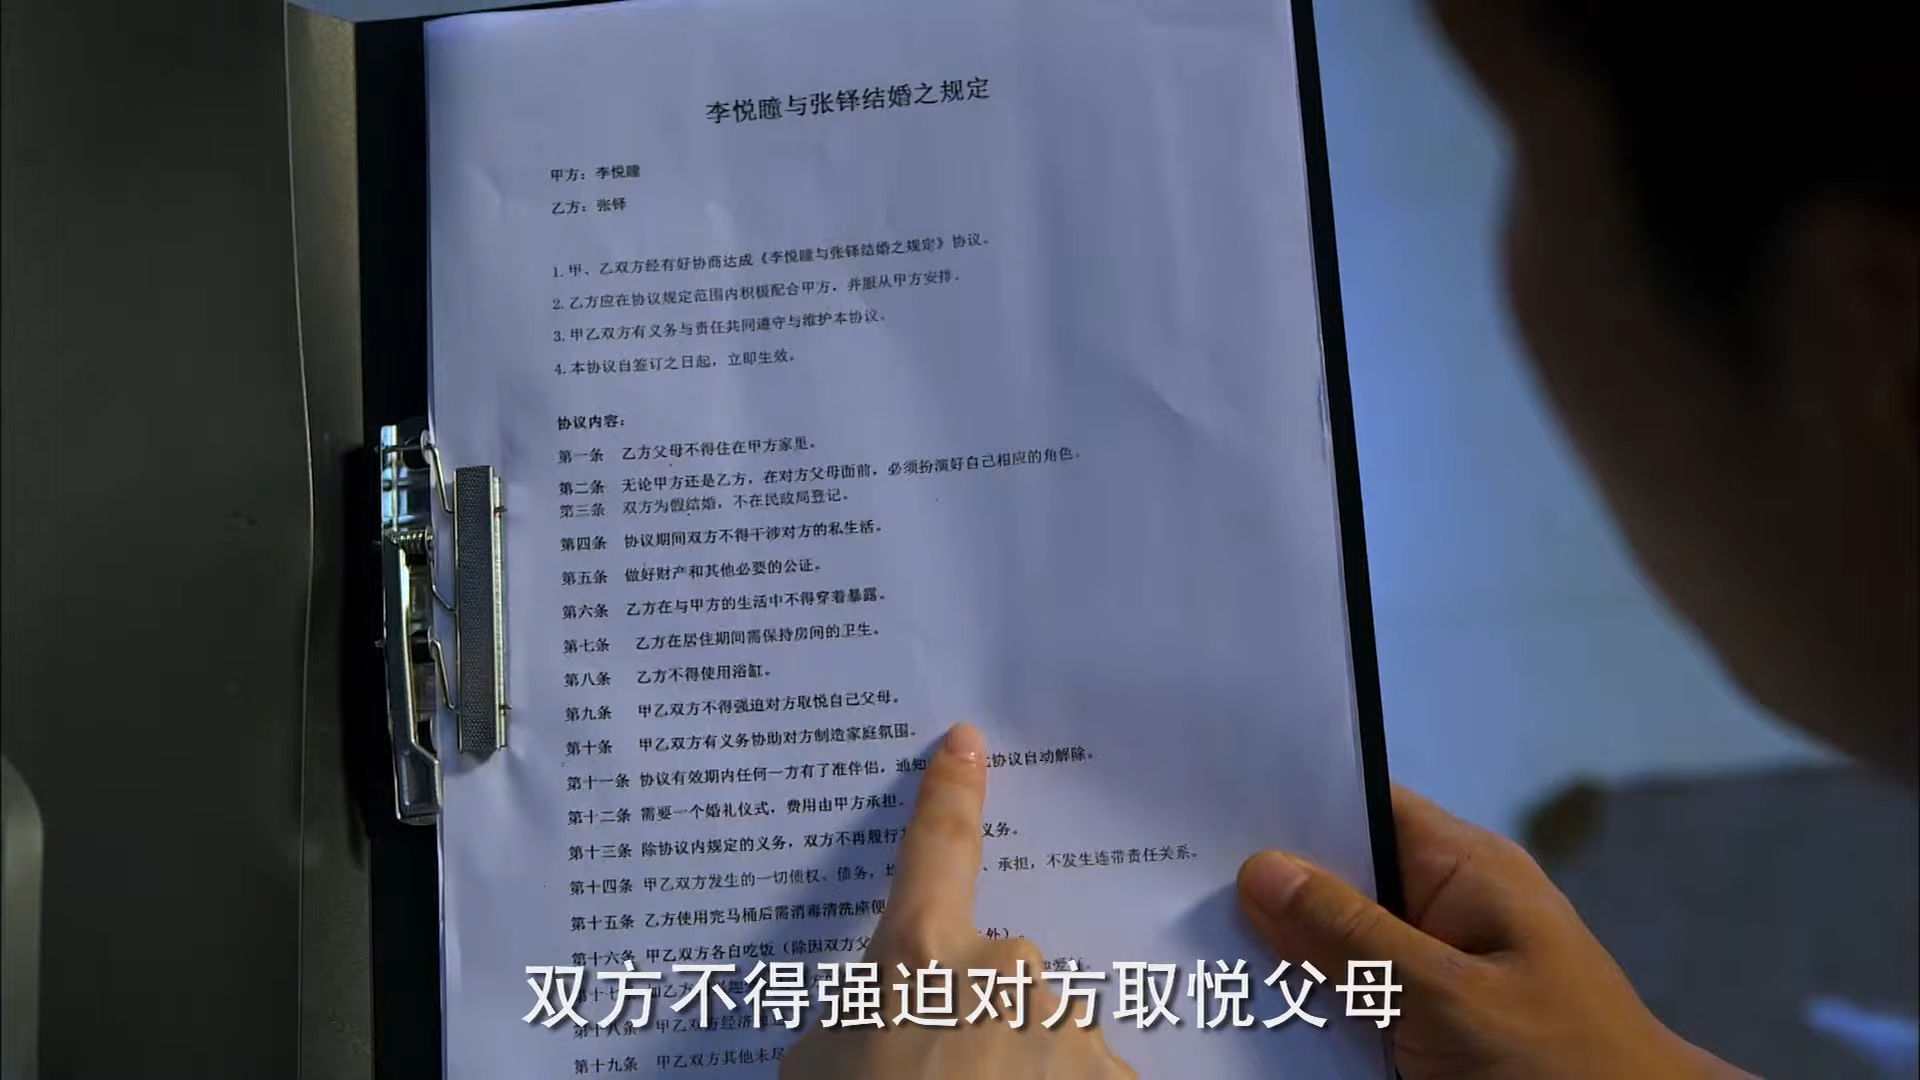 李悦瞳与张铎结婚之规定
甲方：李悦瞳
乙方：张铎
1.甲、乙双方经有好协商达成《李悦瞳与张铎结婚之规定》协议。
2.乙方应在协议规定范围内积极配合甲方，并服从甲方安排。
3.甲乙双方有义务与责任共同遵守与维护本协议。
4.本协议自签订之日起，立即生效。
协议内容：
第一条 乙方父母不得住在甲方家里。
第二条 无论甲方还是乙方，在对方父母面前，必须扮演好自己相应的角色。
第三条 双方为假结婚，不在民政局登记。
第四条 协议期间双方不得干涉对方的私生活。
第五条 做好财产和其他必要的公证。
第六条 乙方在与甲方的生活中不得穿着暴露。
第七条 乙方在居住期间需保持房间的卫生。
第八条 乙方不得使用浴缸。
第九条 甲乙双方不得强迫对方取悦自己父母。
第十条 甲乙双方有义务协助对方制造家庭氛围。
第十一条 协议有效期内任何一方有了准伴侣，通知 协议自动解除。
第十二条 需要一个婚礼仪式，费用由甲方承担。
第十三条 除协议内规定的义务，双方不再履行 义务。
第十四条 甲乙双方发生的一切债权、债务， 、承担，不发生连带责任关系。
第十五条 乙方使用完马桶后需消毒清洗座便
第十六条 甲乙双方各自吃饭（除因双方父 外）。
第十七
第十八条 甲乙双方经济
第十九条 甲乙双方其他未尽
双方不得强迫对方取悦父母